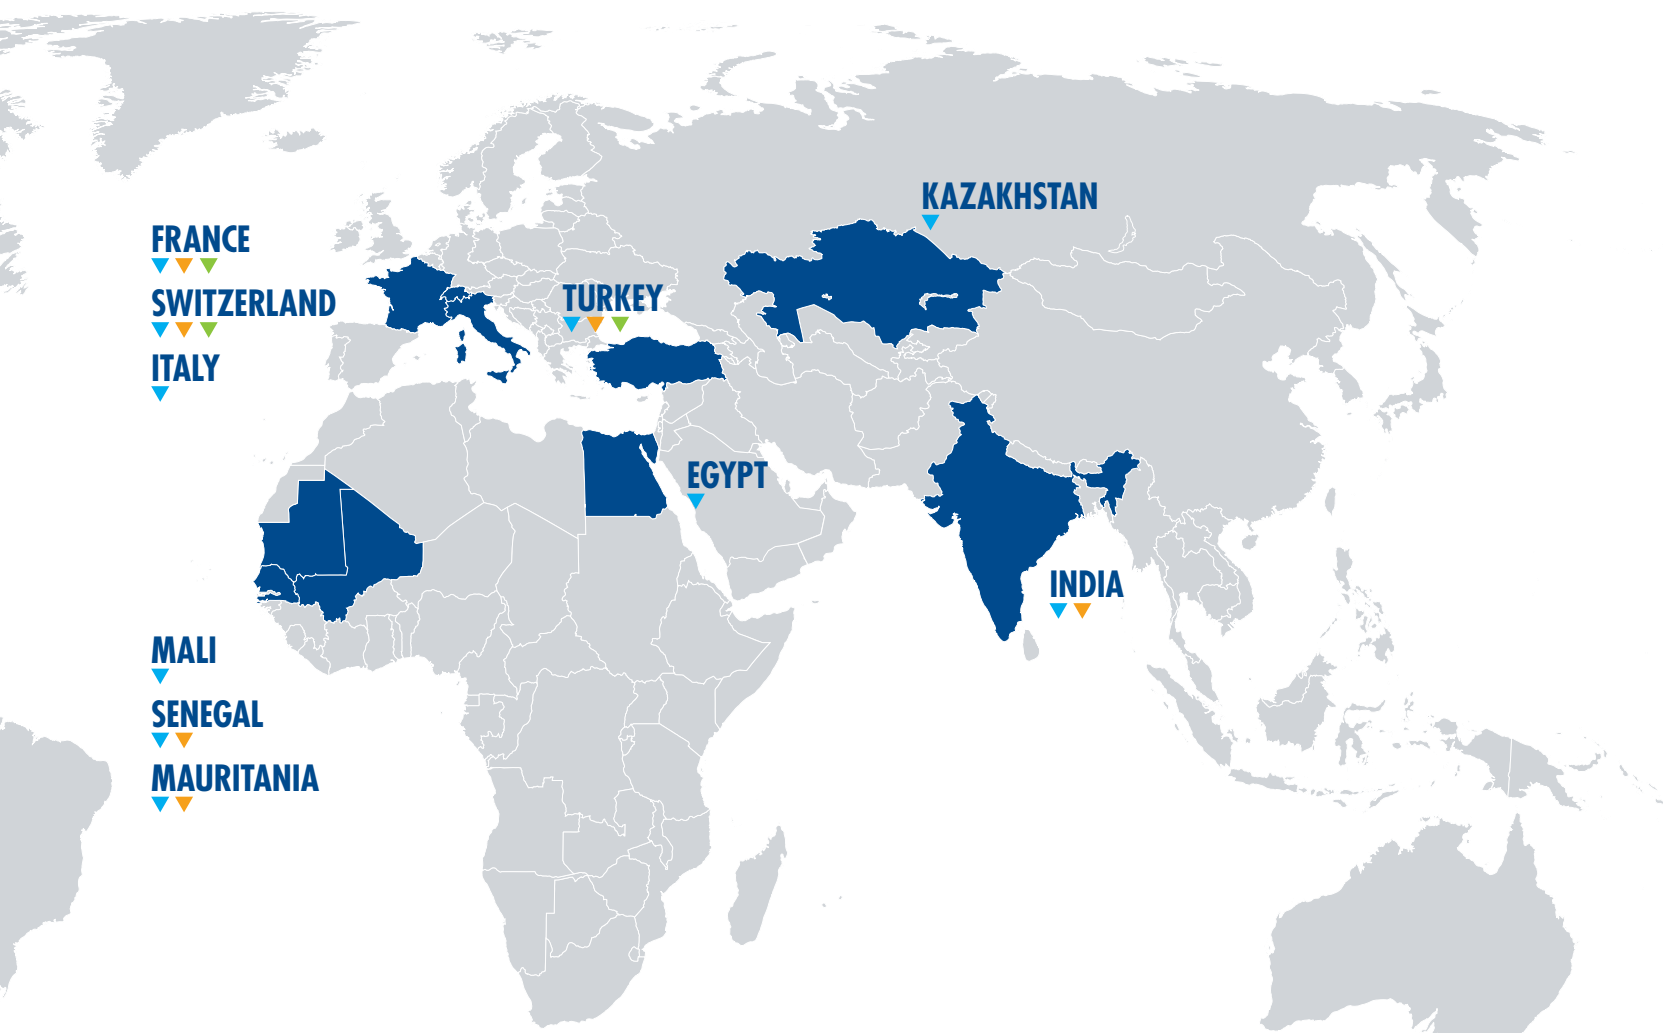 KAZAKHSTAN
FRANCE
SWITZERLAND
TURKEY
ITALY
EGYPT
INDIA
MALI
SENEGAL
MAURITANIA